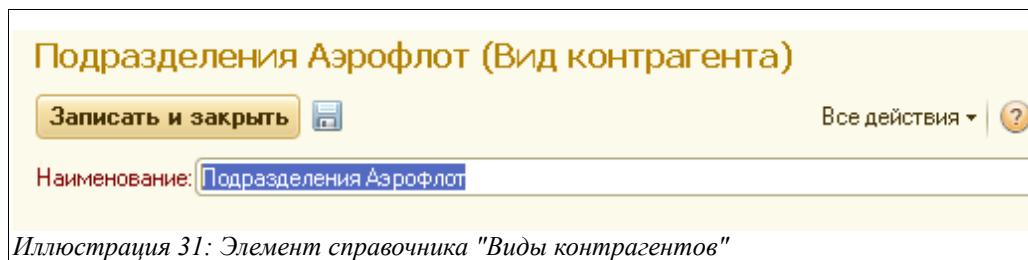 Подразделения Аэрофлот (Вид контрагента)
Записать и закрыть Все действия ?
Наименование: Подразделения Аэрофлот
Иллюстрация 31: Элемент справочника "Виды контрагентов"